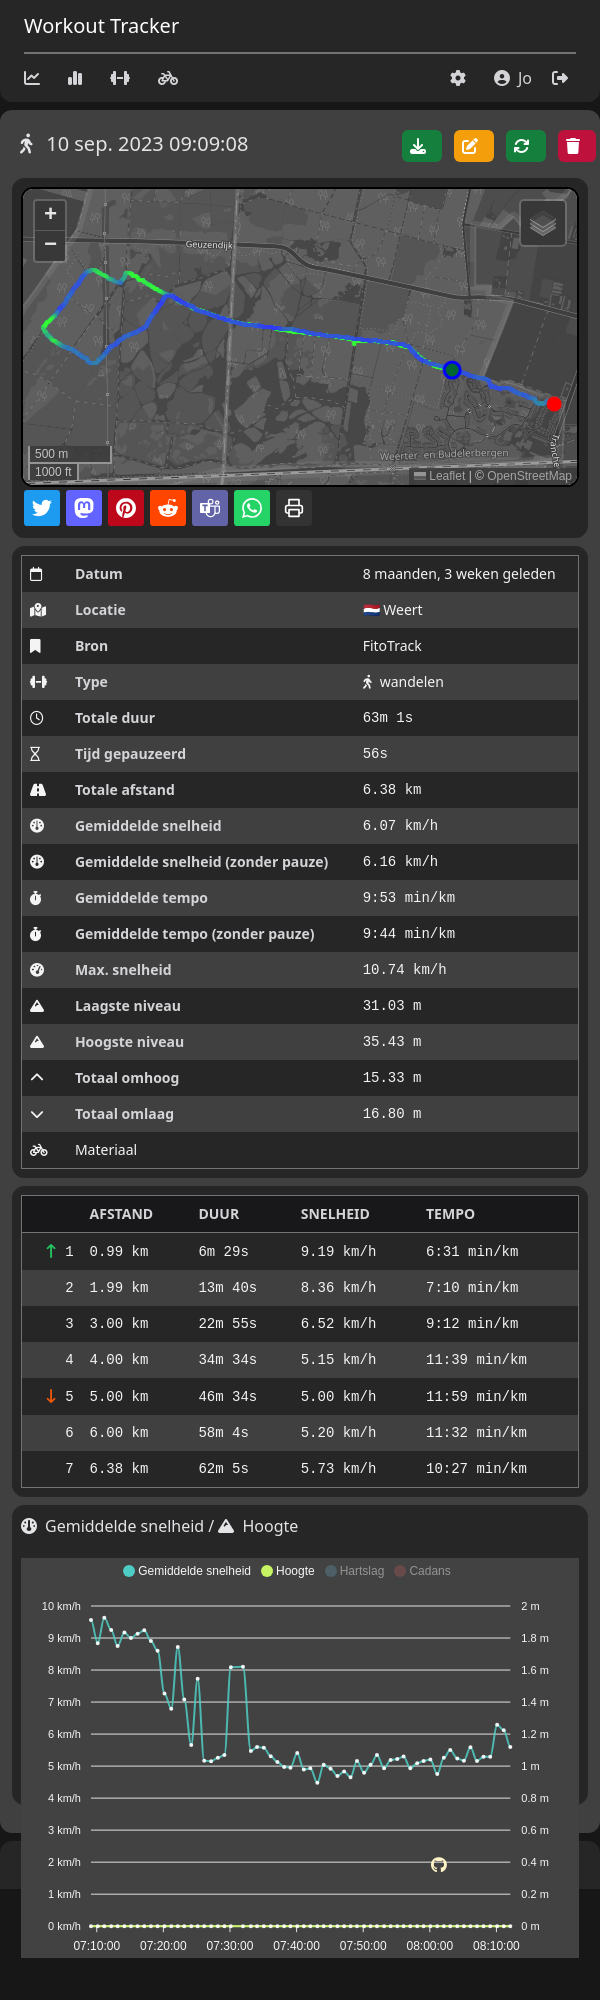 Workout Tracker
Jo
10 sep. 2023 09:09:08
+
−
Geuzendijk
500 m
1000 ft
Weerter- en Budelerbergen
Tranche
Leaflet | © OpenStreetMap
Datum 8 maanden, 3 weken geleden
Locatie 🇳🇱 Weert
Bron FitoTrack
Type wandelen
Totale duur 63m 1s
Tijd gepauzeerd 56s
Totale afstand 6.38 km
Gemiddelde snelheid 6.07 km/h
Gemiddelde snelheid (zonder pauze) 6.16 km/h
Gemiddelde tempo 9:53 min/km
Gemiddelde tempo (zonder pauze) 9:44 min/km
Max. snelheid 10.74 km/h
Laagste niveau 31.03 m
Hoogste niveau 35.43 m
Totaal omhoog 15.33 m
Totaal omlaag 16.80 m
Materiaal
AFSTAND DUUR SNELHEID TEMPO
↑ 1 0.99 km 6m 29s 9.19 km/h 6:31 min/km
2 1.99 km 13m 40s 8.36 km/h 7:10 min/km
3 3.00 km 22m 55s 6.52 km/h 9:12 min/km
4 4.00 km 34m 34s 5.15 km/h 11:39 min/km
↓ 5 5.00 km 46m 34s 5.00 km/h 11:59 min/km
6 6.00 km 58m 4s 5.20 km/h 11:32 min/km
7 6.38 km 62m 5s 5.73 km/h 10:27 min/km
Gemiddelde snelheid / Hoogte
Gemiddelde snelheid Hoogte Hartslag Cadans
10 km/h 2 m
9 km/h 1.8 m
8 km/h 1.6 m
7 km/h 1.4 m
6 km/h 1.2 m
5 km/h 1 m
4 km/h 0.8 m
3 km/h 0.6 m
2 km/h 0.4 m
1 km/h 0.2 m
0 km/h 0 m
07:10:00 07:20:00 07:30:00 07:40:00 07:50:00 08:00:00 08:10:00